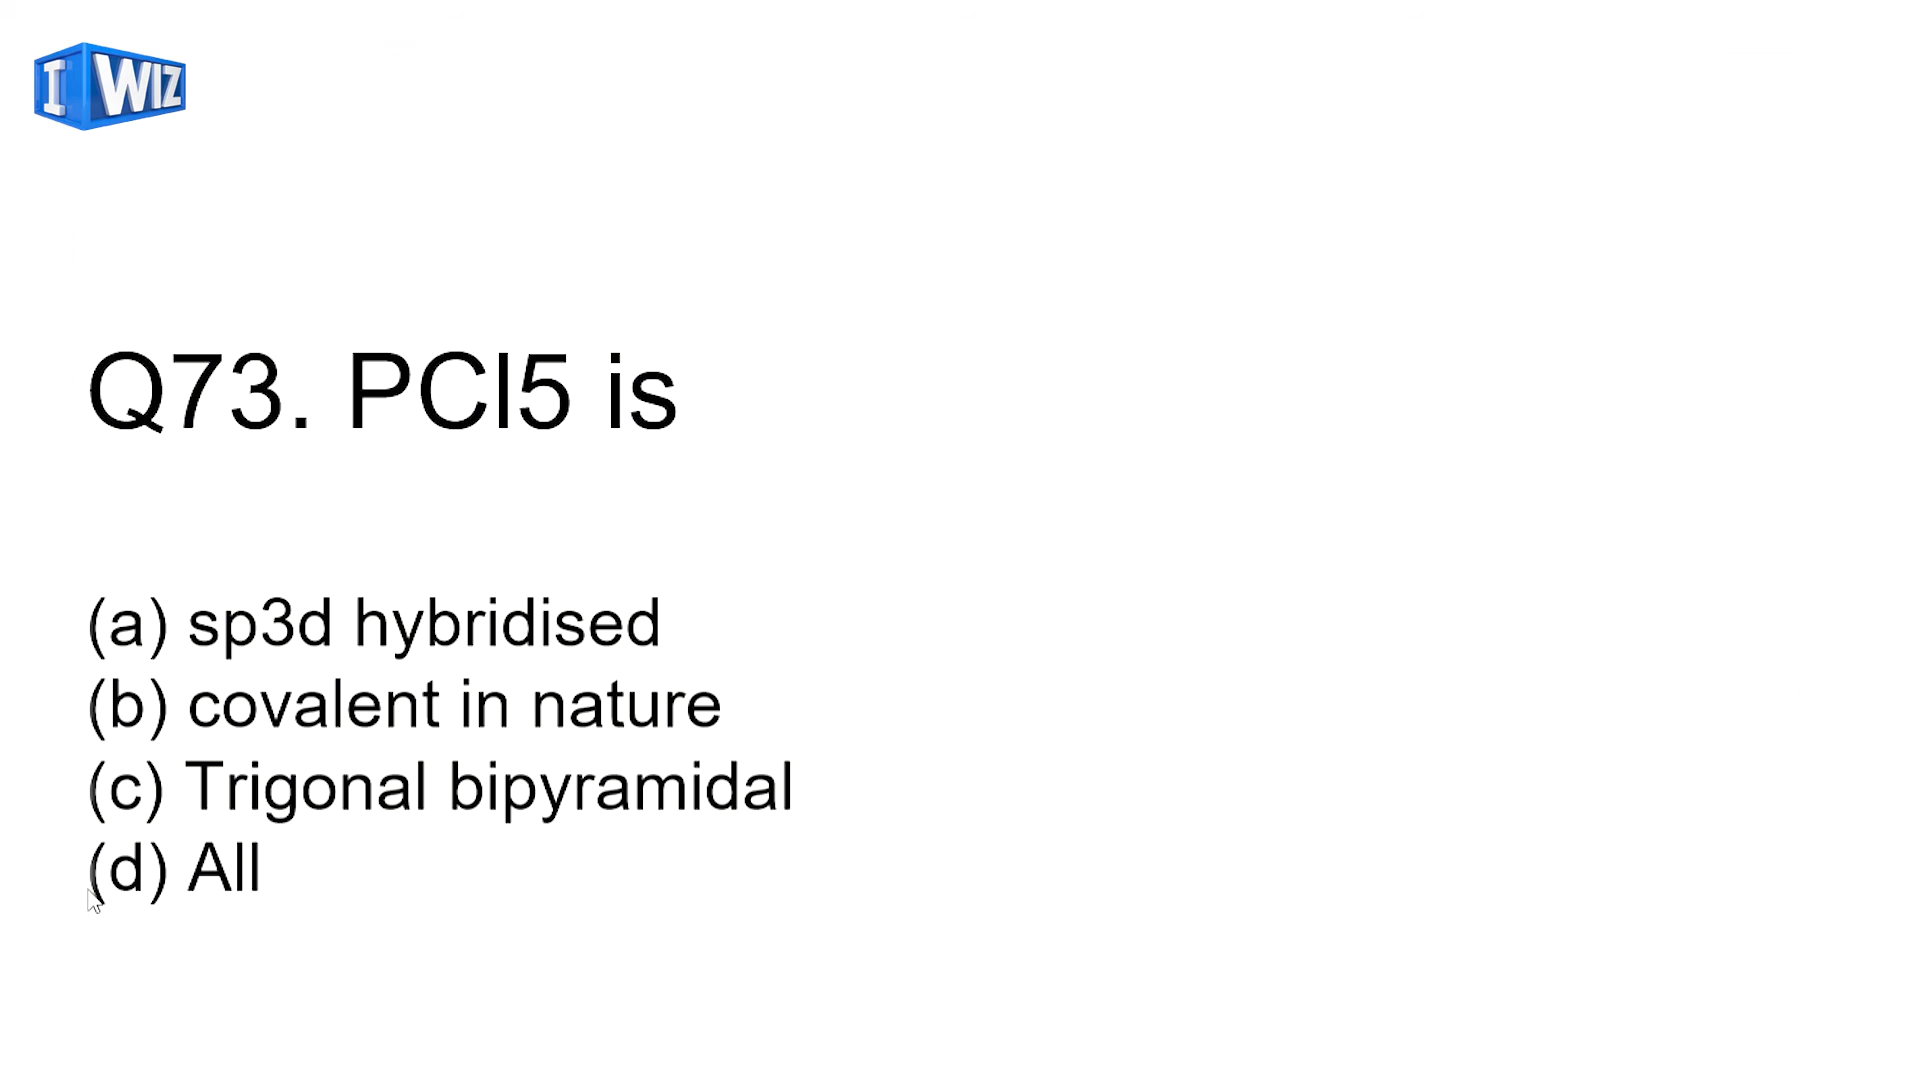 I WIZ
Q73. PCl5 is
(a) sp3d hybridised
(b) covalent in nature
(c) Trigonal bipyramidal
(d) All